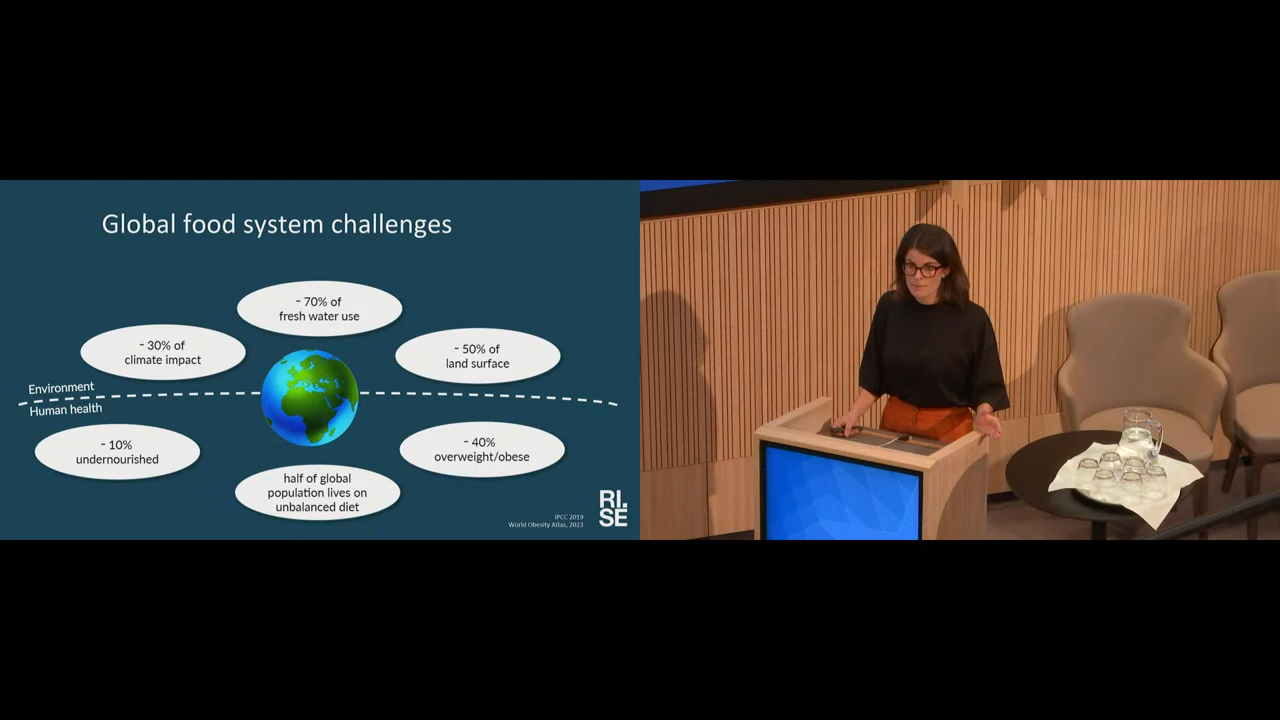 Global food system challenges
- 70% of
fresh water use
- 30% of
climate impact
- 50% of
land surface
Environment
Human health
- 10%
undernourished
- 40%
overweight/obese
half of global
population lives on
unbalanced diet
IPCC 2019
World Obesity Atlas, 2023
RI.
SE